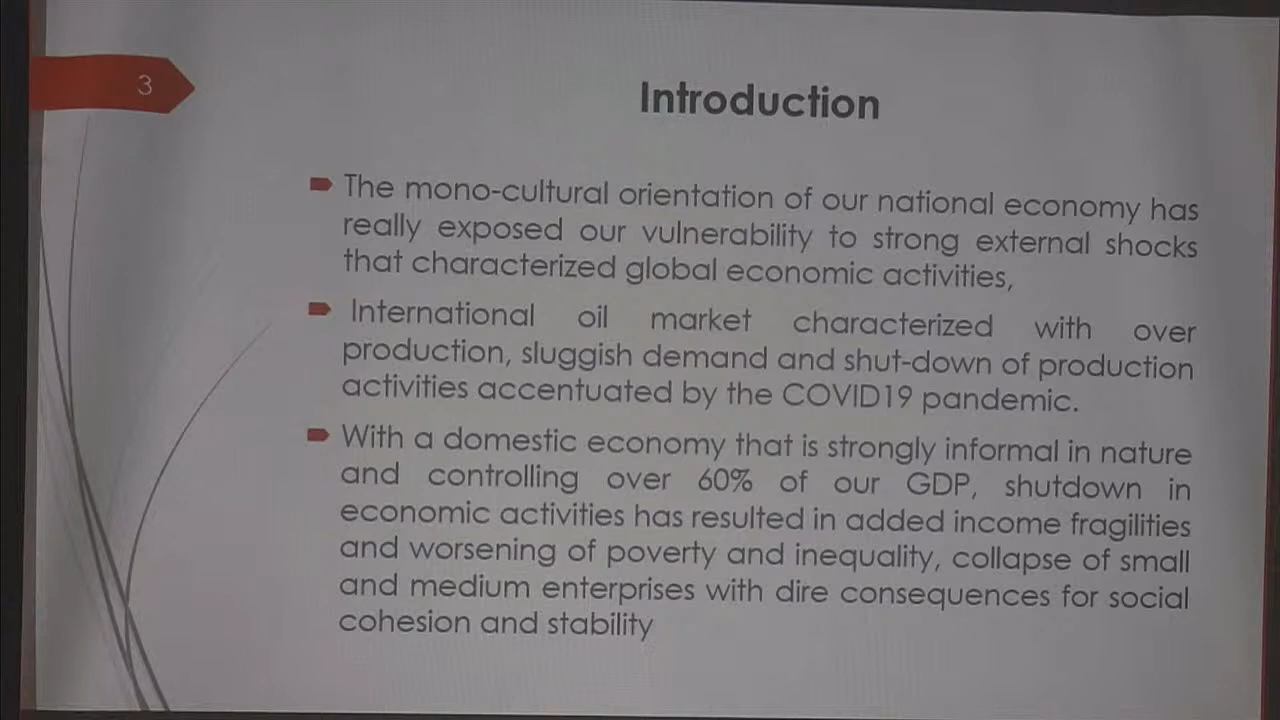 3
Introduction
The mono-cultural orientation of our national economy has
really exposed our vulnerability to strong external shocks
that characterized global economic activities,
International oil market characterized with over
production, sluggish demand and shut-down of production
activities accentuated by the COVID19 pandemic.
With a domestic economy that is strongly informal in nature
and controlling over 60% of our GDP, shutdown in
economic activities has resulted in added income fragilities
and worsening of poverty and inequality, collapse of small
and medium enterprises with dire consequences for social
cohesion and stability